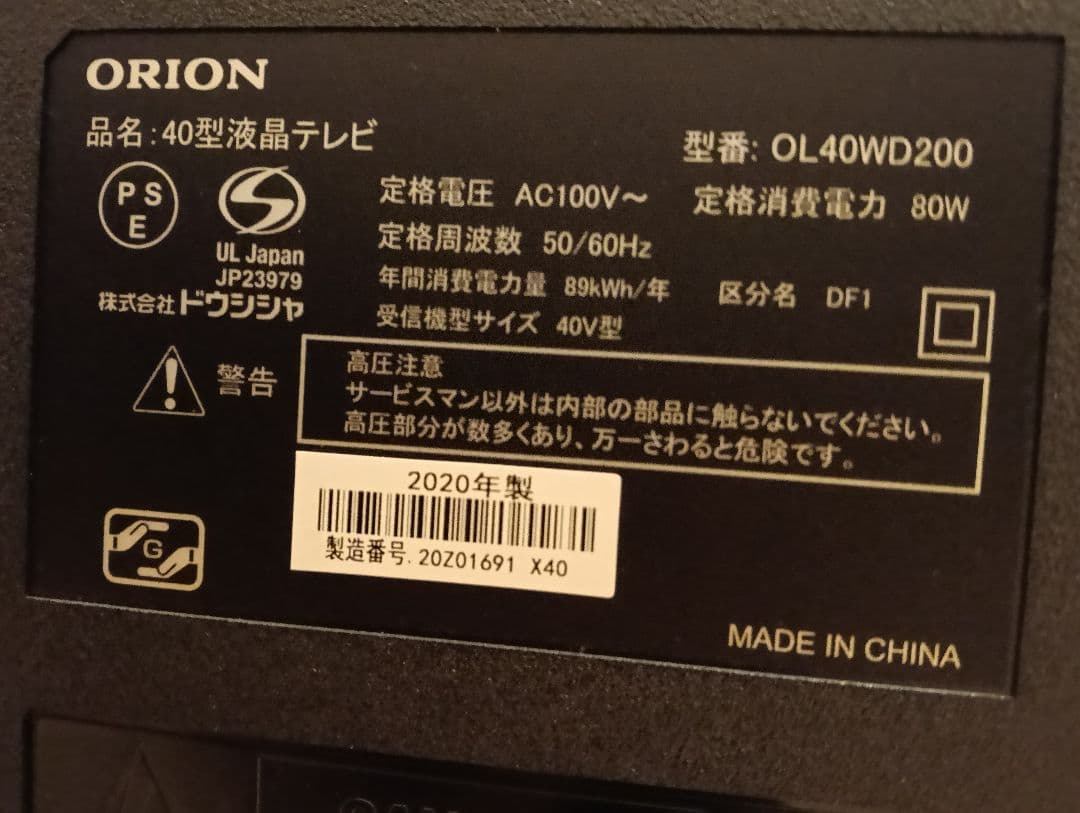 ORION
品名:40型液晶テレビ
型番: OL40WD200
PS
E
UL Japan
JP23979
株式会社ドウシシャ
定格電圧 AC100V～ 定格消費電力 80W
定格周波数 50/60Hz
年間消費電力量 89kWh/年 区分名 DF1
受信機型サイズ 40V型
警告
高圧注意
サービスマン以外は内部の部品に触らないでください。
高圧部分が数多くあり、万一さわると危険です。
2020年製
製造番号. 20Z01691 X40
G
MADE IN CHINA